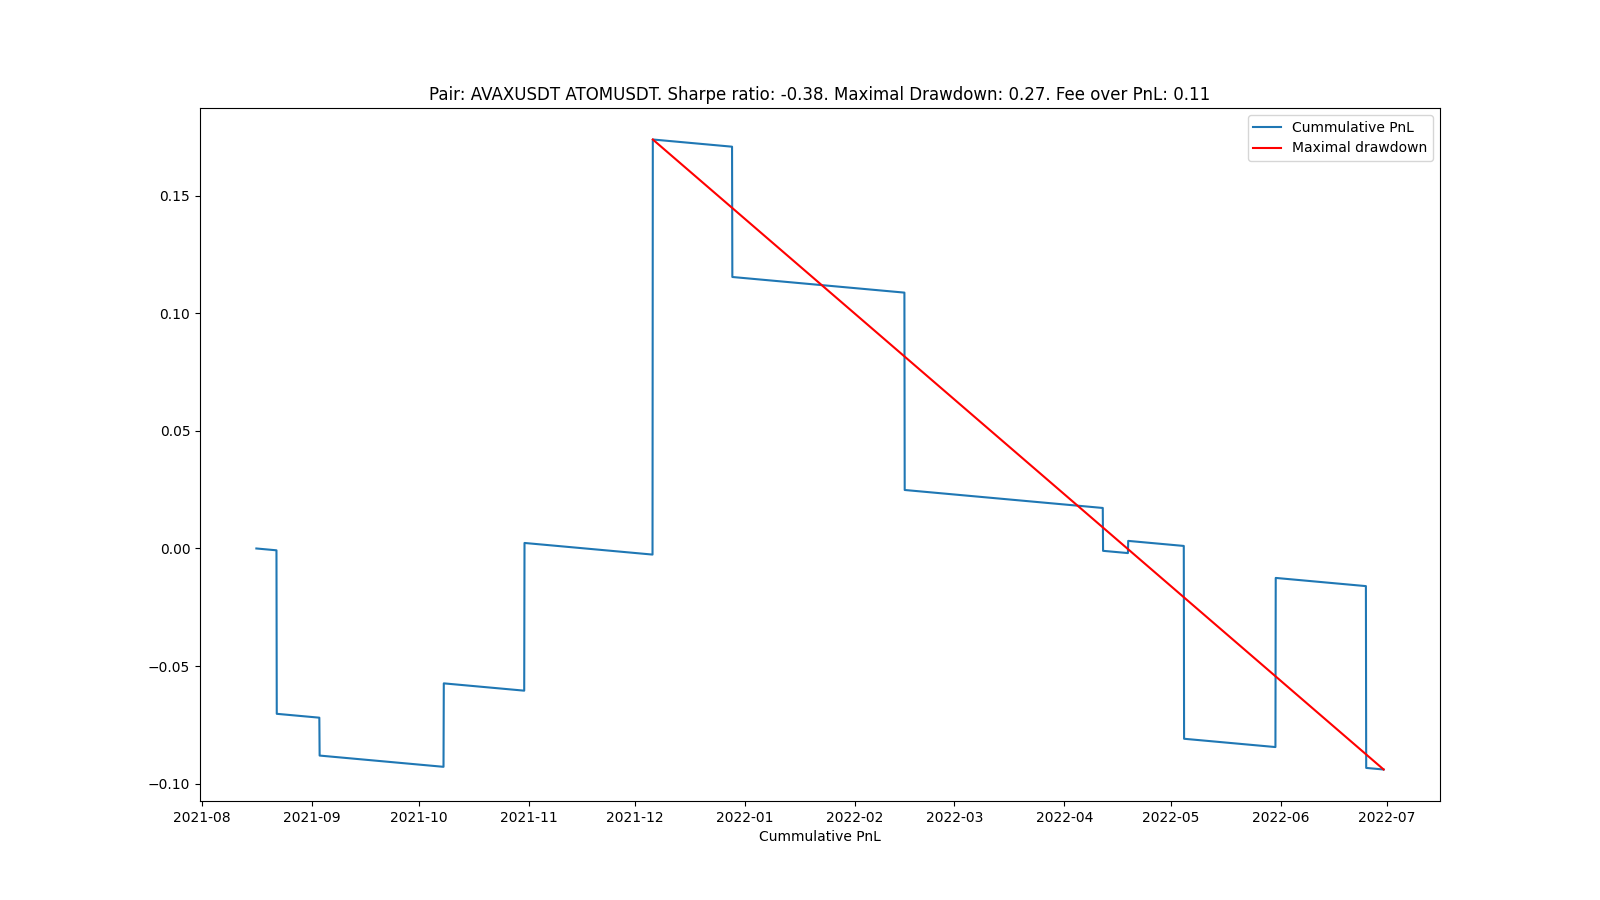 Pair: AVAXUSDT ATOMUSDT. Sharpe ratio: -0.38. Maximal Drawdown: 0.27. Fee over PnL: 0.11
Cummulative PnL
Maximal drawdown
0.15
0.10
0.05
0.00
−0.05
−0.10
2021-08 2021-09 2021-10 2021-11 2021-12 2022-01 2022-02 2022-03 2022-04 2022-05 2022-06 2022-07
Cummulative PnL